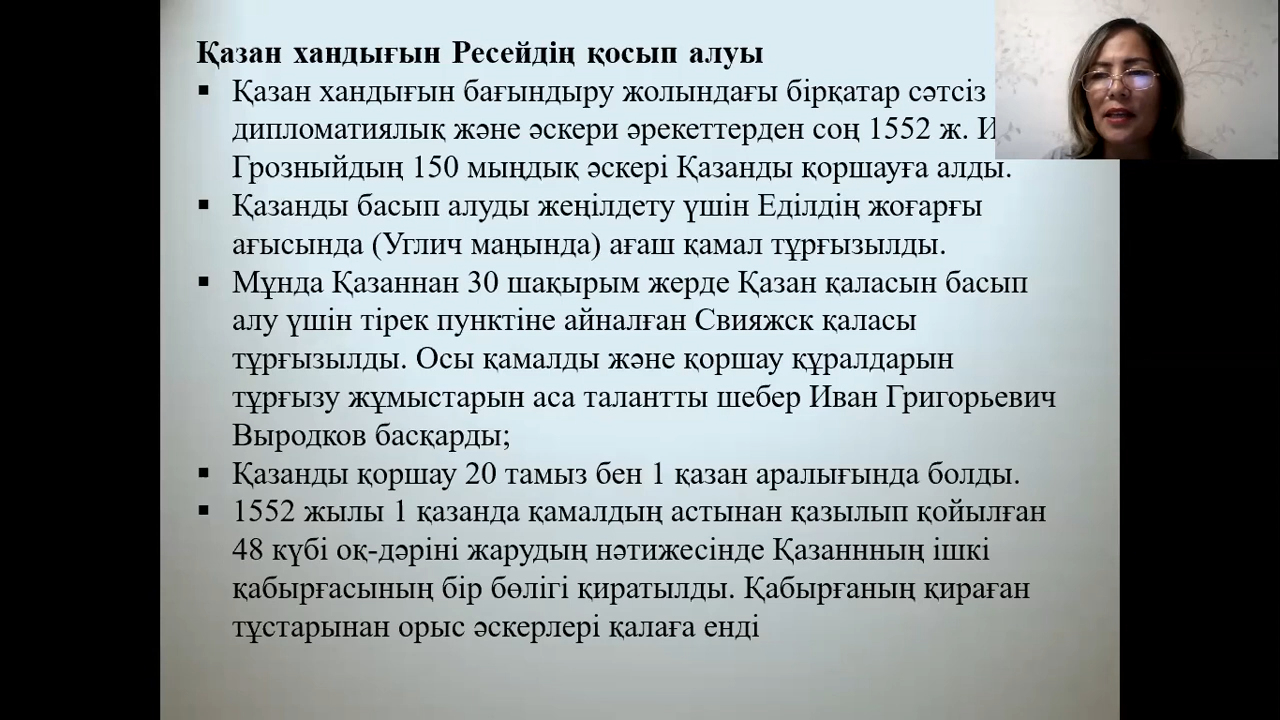 Қазан хандығын Ресейдің қосып алуы
▪ Қазан хандығын бағындыру жолындағы бірқатар сәтсіз
дипломатиялық және әскери әрекеттерден соң 1552 ж. И
Грозныйдың 150 мыңдық әскері Қазанды қоршауға алды.
▪ Қазанды басып алуды жеңілдету үшін Еділдің жоғарғы
ағысында (Углич маңында) ағаш қамал тұрғызылды.
▪ Мұнда Қазаннан 30 шақырым жерде Қазан қаласын басып
алу үшін тірек пунктіне айналған Свияжск қаласы
тұрғызылды. Осы қамалды және қоршау құралдарын
тұрғызу жұмыстарын аса талантты шебер Иван Григорьевич
Выродков басқарды;
▪ Қазанды қоршау 20 тамыз бен 1 қазан аралығында болды.
▪ 1552 жылы 1 қазанда қамалдың астынан қазылып қойылған
48 күбі оқ-дәріні жарудың нәтижесінде Қазаннның ішкі
қабырғасының бір бөлігі қиратылды. Қабырғаның қираған
тұстарынан орыс әскерлері қалаға енді